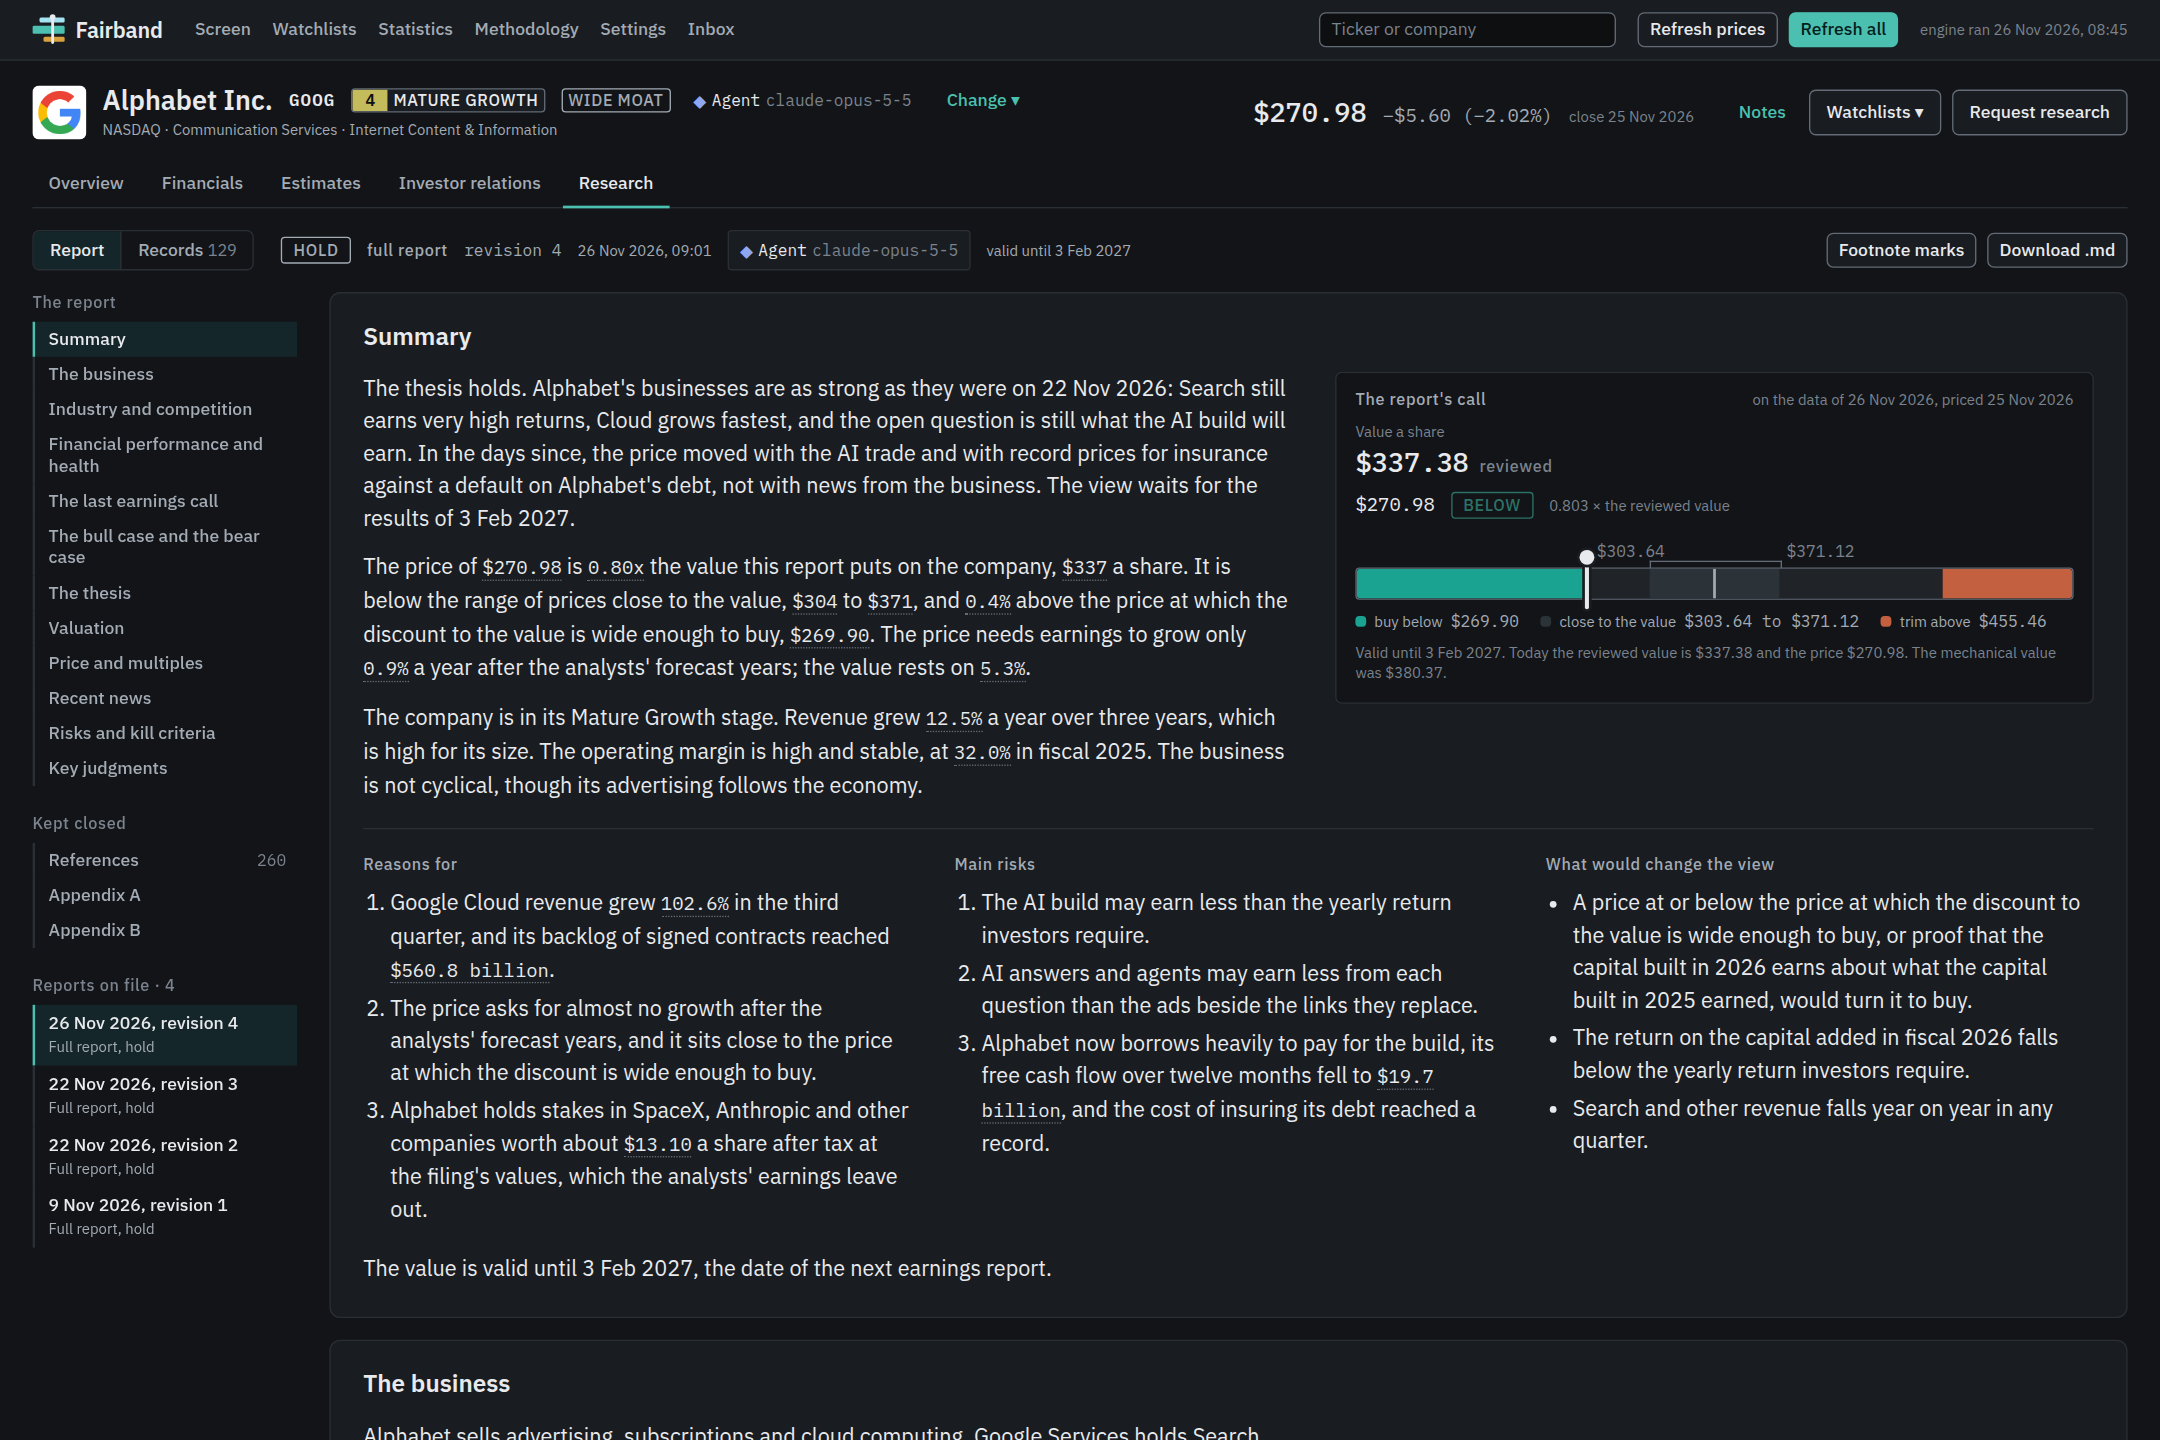 Fairband
Screen Watchlists Statistics Methodology Settings Inbox
Ticker or company
Refresh prices
Refresh all
engine ran 26 Nov 2026, 08:45
Alphabet Inc. GOOG 4 MATURE GROWTH WIDE MOAT ◆ Agent claude-opus-5-5 Change ▾
NASDAQ · Communication Services · Internet Content & Information
$270.98 −$5.60 (−2.02%) close 25 Nov 2026
Notes
Watchlists ▾
Request research
Overview Financials Estimates Investor relations Research
Report Records 129 HOLD full report revision 4 26 Nov 2026, 09:01 ◆ Agent claude-opus-5-5 valid until 3 Feb 2027
Footnote marks
Download .md
The report
Summary
The business
Industry and competition
Financial performance and
health
The last earnings call
The bull case and the bear
case
The thesis
Valuation
Price and multiples
Recent news
Risks and kill criteria
Key judgments
Kept closed
References 260
Appendix A
Appendix B
Reports on file · 4
26 Nov 2026, revision 4
Full report, hold
22 Nov 2026, revision 3
Full report, hold
22 Nov 2026, revision 2
Full report, hold
9 Nov 2026, revision 1
Full report, hold
Summary
The thesis holds. Alphabet's businesses are as strong as they were on 22 Nov 2026: Search still
earns very high returns, Cloud grows fastest, and the open question is still what the AI build will
earn. In the days since, the price moved with the AI trade and with record prices for insurance
against a default on Alphabet's debt, not with news from the business. The view waits for the
results of 3 Feb 2027.
The price of $270.98 is 0.80x the value this report puts on the company, $337 a share. It is
below the range of prices close to the value, $304 to $371, and 0.4% above the price at which the
discount to the value is wide enough to buy, $269.90. The price needs earnings to grow only
0.9% a year after the analysts' forecast years; the value rests on 5.3%.
The company is in its Mature Growth stage. Revenue grew 12.5% a year over three years, which
is high for its size. The operating margin is high and stable, at 32.0% in fiscal 2025. The business
is not cyclical, though its advertising follows the economy.
The report's call
on the data of 26 Nov 2026, priced 25 Nov 2026
Value a share
$337.38 reviewed
$270.98 BELOW 0.803 × the reviewed value
$303.64 $371.12
buy below $269.90 close to the value $303.64 to $371.12 trim above $455.46
Valid until 3 Feb 2027. Today the reviewed value is $337.38 and the price $270.98. The mechanical value
was $380.37.
Reasons for
1. Google Cloud revenue grew 102.6% in the third
quarter, and its backlog of signed contracts reached
$560.8 billion.
2. The price asks for almost no growth after the
analysts' forecast years, and it sits close to the price
at which the discount is wide enough to buy.
3. Alphabet holds stakes in SpaceX, Anthropic and other
companies worth about $13.10 a share after tax at
the filing's values, which the analysts' earnings leave
out.
Main risks
1. The AI build may earn less than the yearly return
investors require.
2. AI answers and agents may earn less from each
question than the ads beside the links they replace.
3. Alphabet now borrows heavily to pay for the build, its
free cash flow over twelve months fell to $19.7
billion, and the cost of insuring its debt reached a
record.
What would change the view
• A price at or below the price at which the discount to
the value is wide enough to buy, or proof that the
capital built in 2026 earns about what the capital
built in 2025 earned, would turn it to buy.
• The return on the capital added in fiscal 2026 falls
below the yearly return investors require.
• Search and other revenue falls year on year in any
quarter.
The value is valid until 3 Feb 2027, the date of the next earnings report.
The business
Alphabet sells advertising, subscriptions and cloud computing. Google Services holds Search,